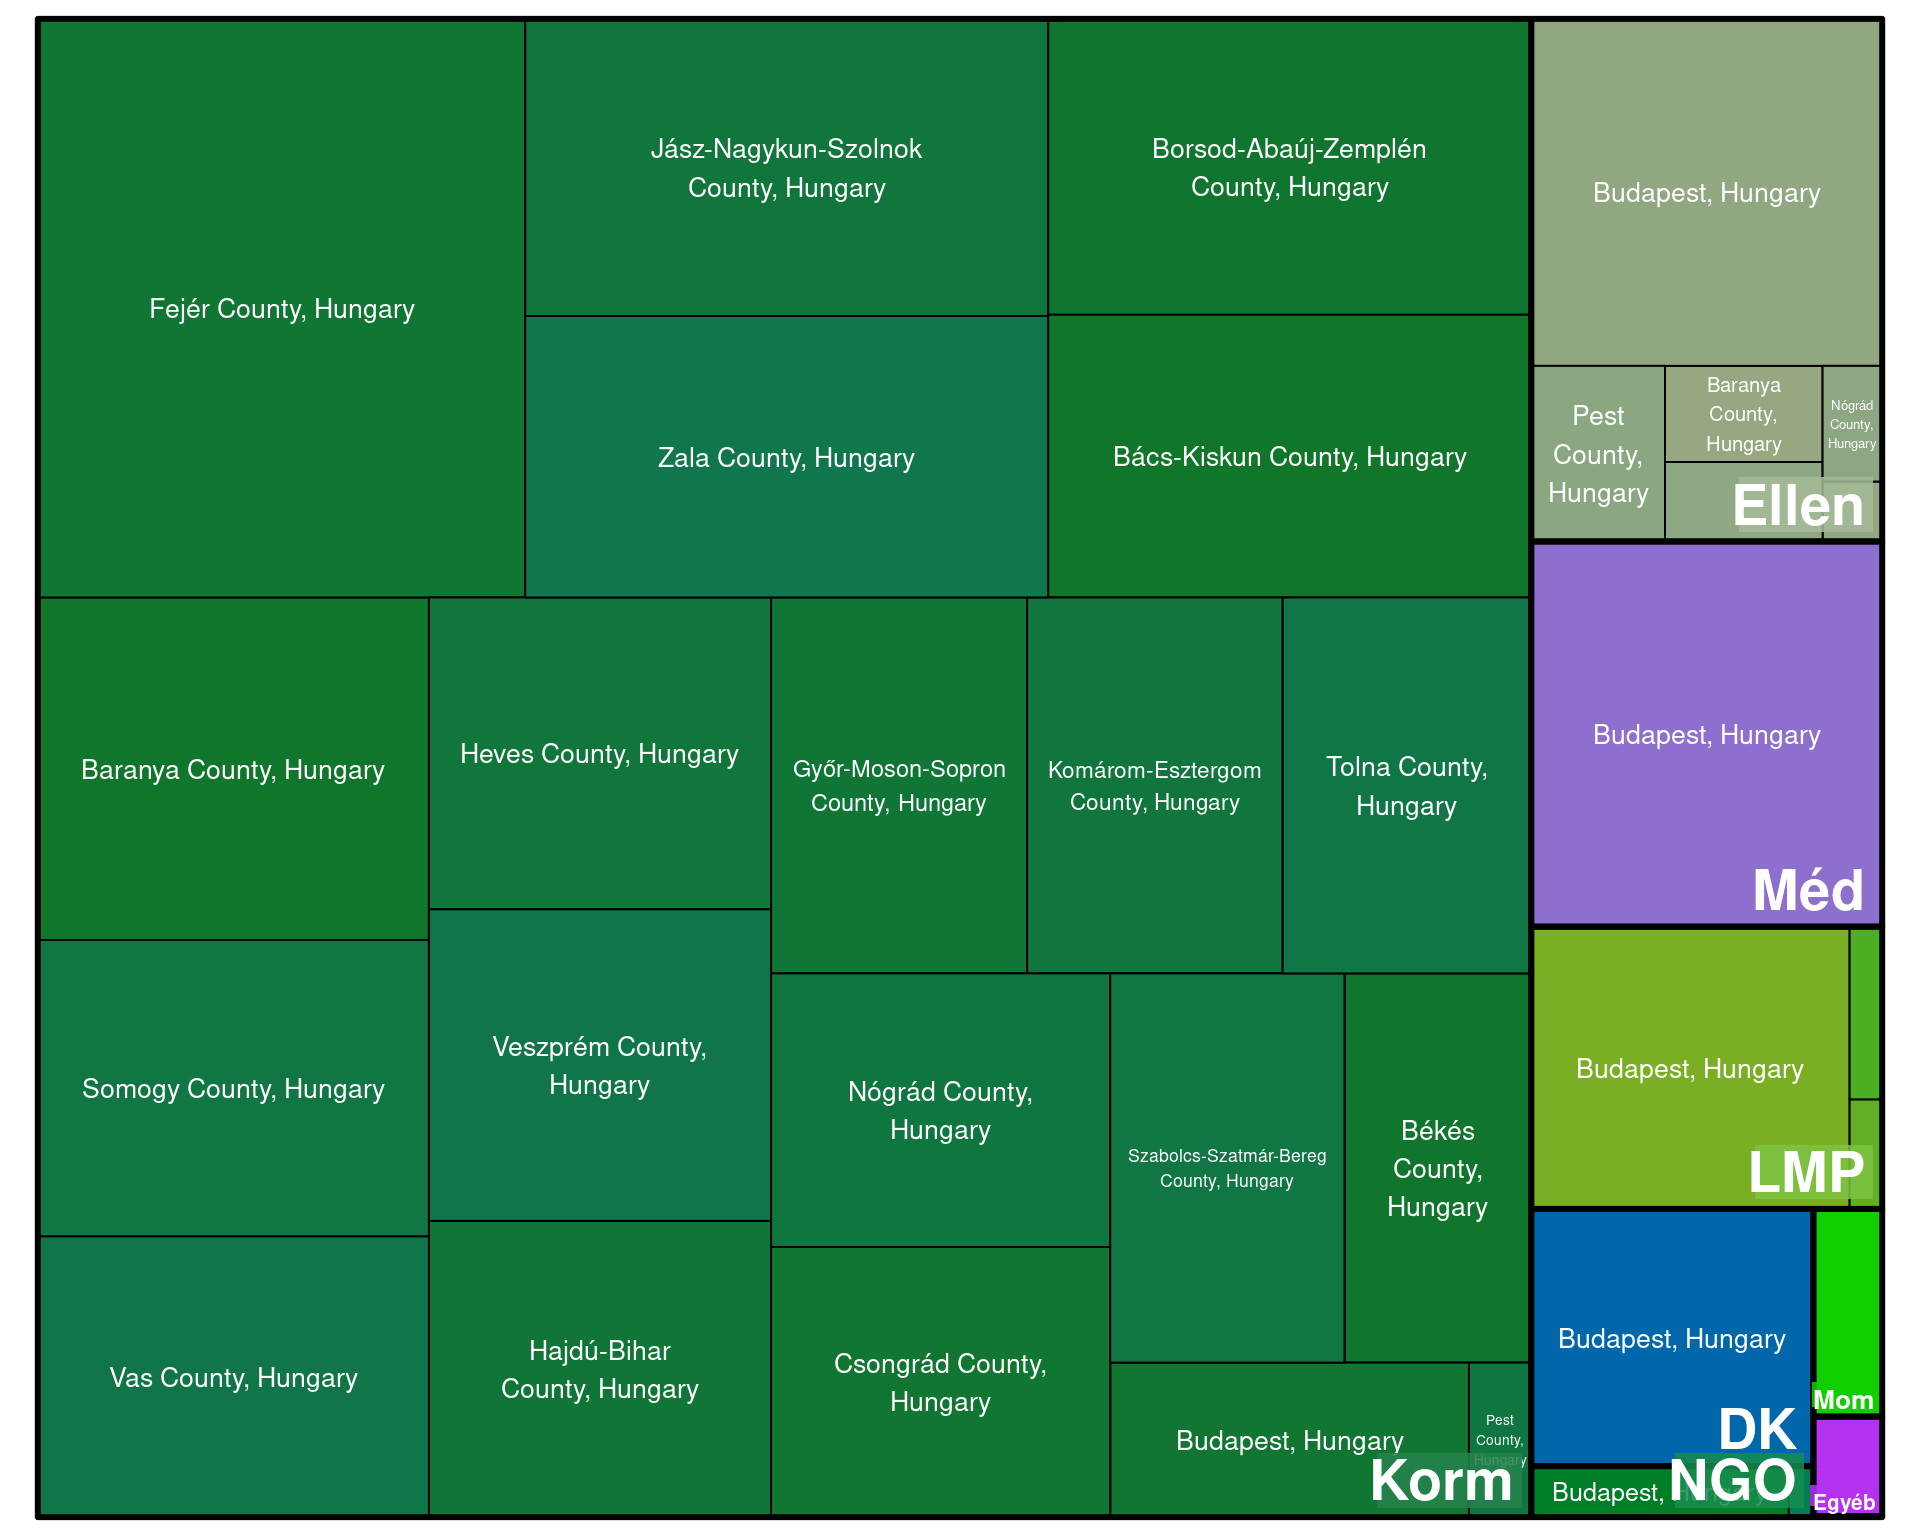 Fejér County, Hungary
Jász-Nagykun-Szolnok
County, Hungary
Borsod-Abaúj-Zemplén
County, Hungary
Zala County, Hungary
Bács-Kiskun County, Hungary
Baranya County, Hungary
Heves County, Hungary
Győr-Moson-Sopron
County, Hungary
Komárom-Esztergom
County, Hungary
Tolna County,
Hungary
Somogy County, Hungary
Veszprém County,
Hungary
Nógrád County,
Hungary
Szabolcs-Szatmár-Bereg
County, Hungary
Békés
County,
Hungary
Vas County, Hungary
Hajdú-Bihar
County, Hungary
Csongrád County,
Hungary
Budapest, Hungary
Pest
County,
Hungary
Korm
Budapest, Hungary
Pest
County,
Hungary
Baranya
County,
Hungary
Nógrád
County,
Hungary
Ellen
Budapest, Hungary
Méd
Budapest, Hungary
LMP
Budapest, Hungary
DK
Mom
Budapest, Hungary
NGO
Egyéb